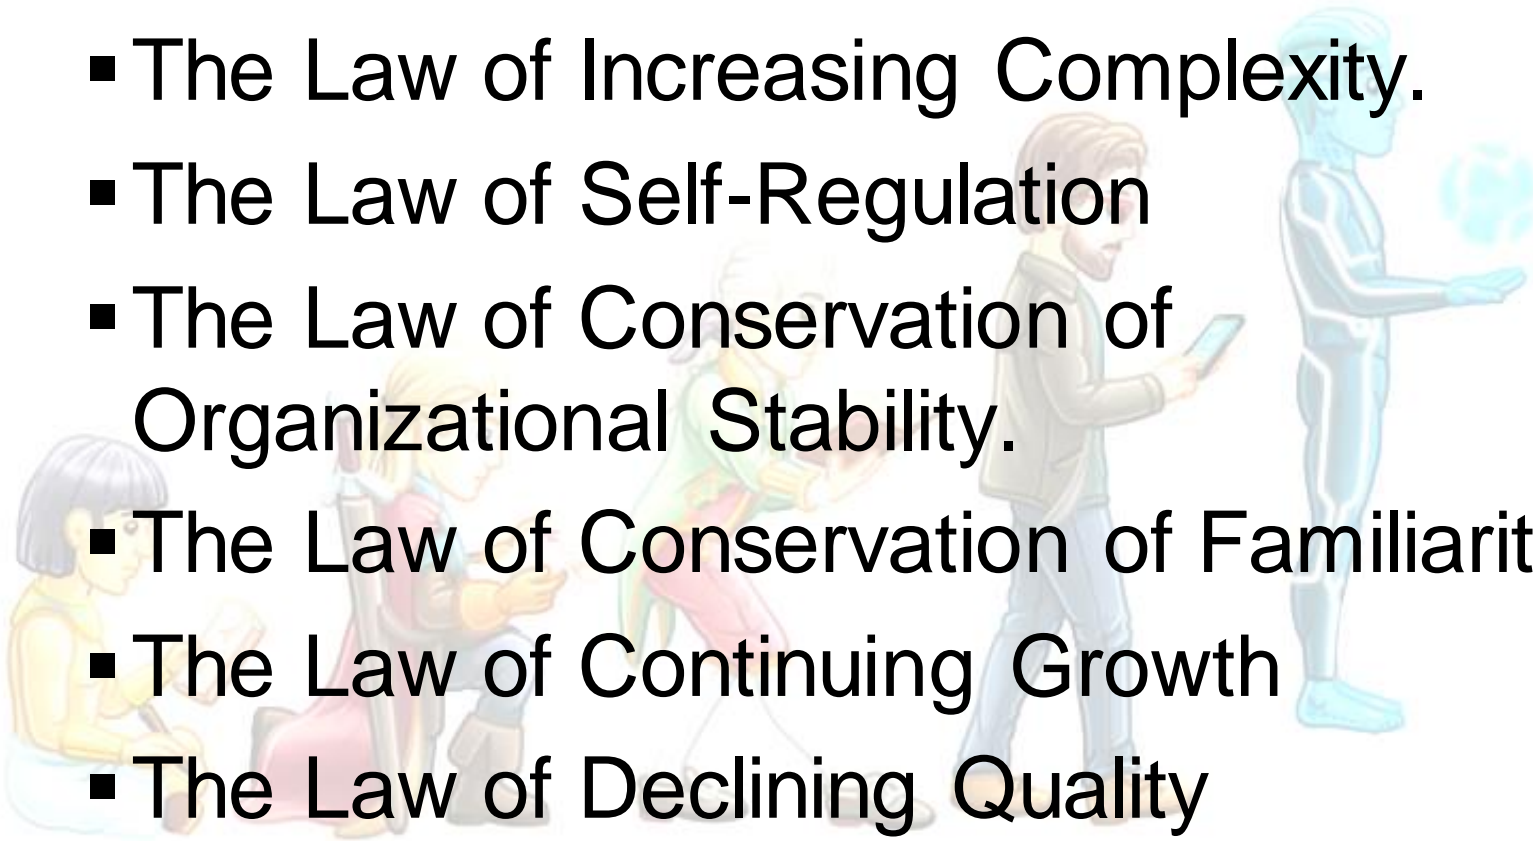 ▪ The Law of Increasing Complexity.
▪ The Law of Self-Regulation
▪ The Law of Conservation of
Organizational Stability.
▪ The Law of Conservation of Familiarit
▪ The Law of Continuing Growth
▪ The Law of Declining Quality